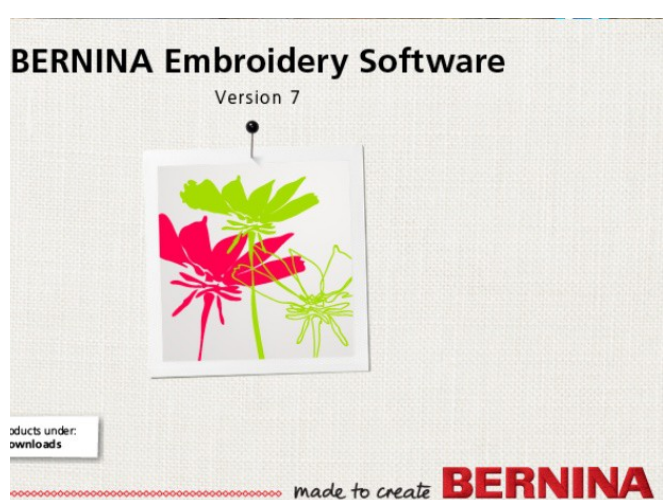 BERNINA Embroidery Software
Version 7
oducts under:
ownloads
made to create BERNINA